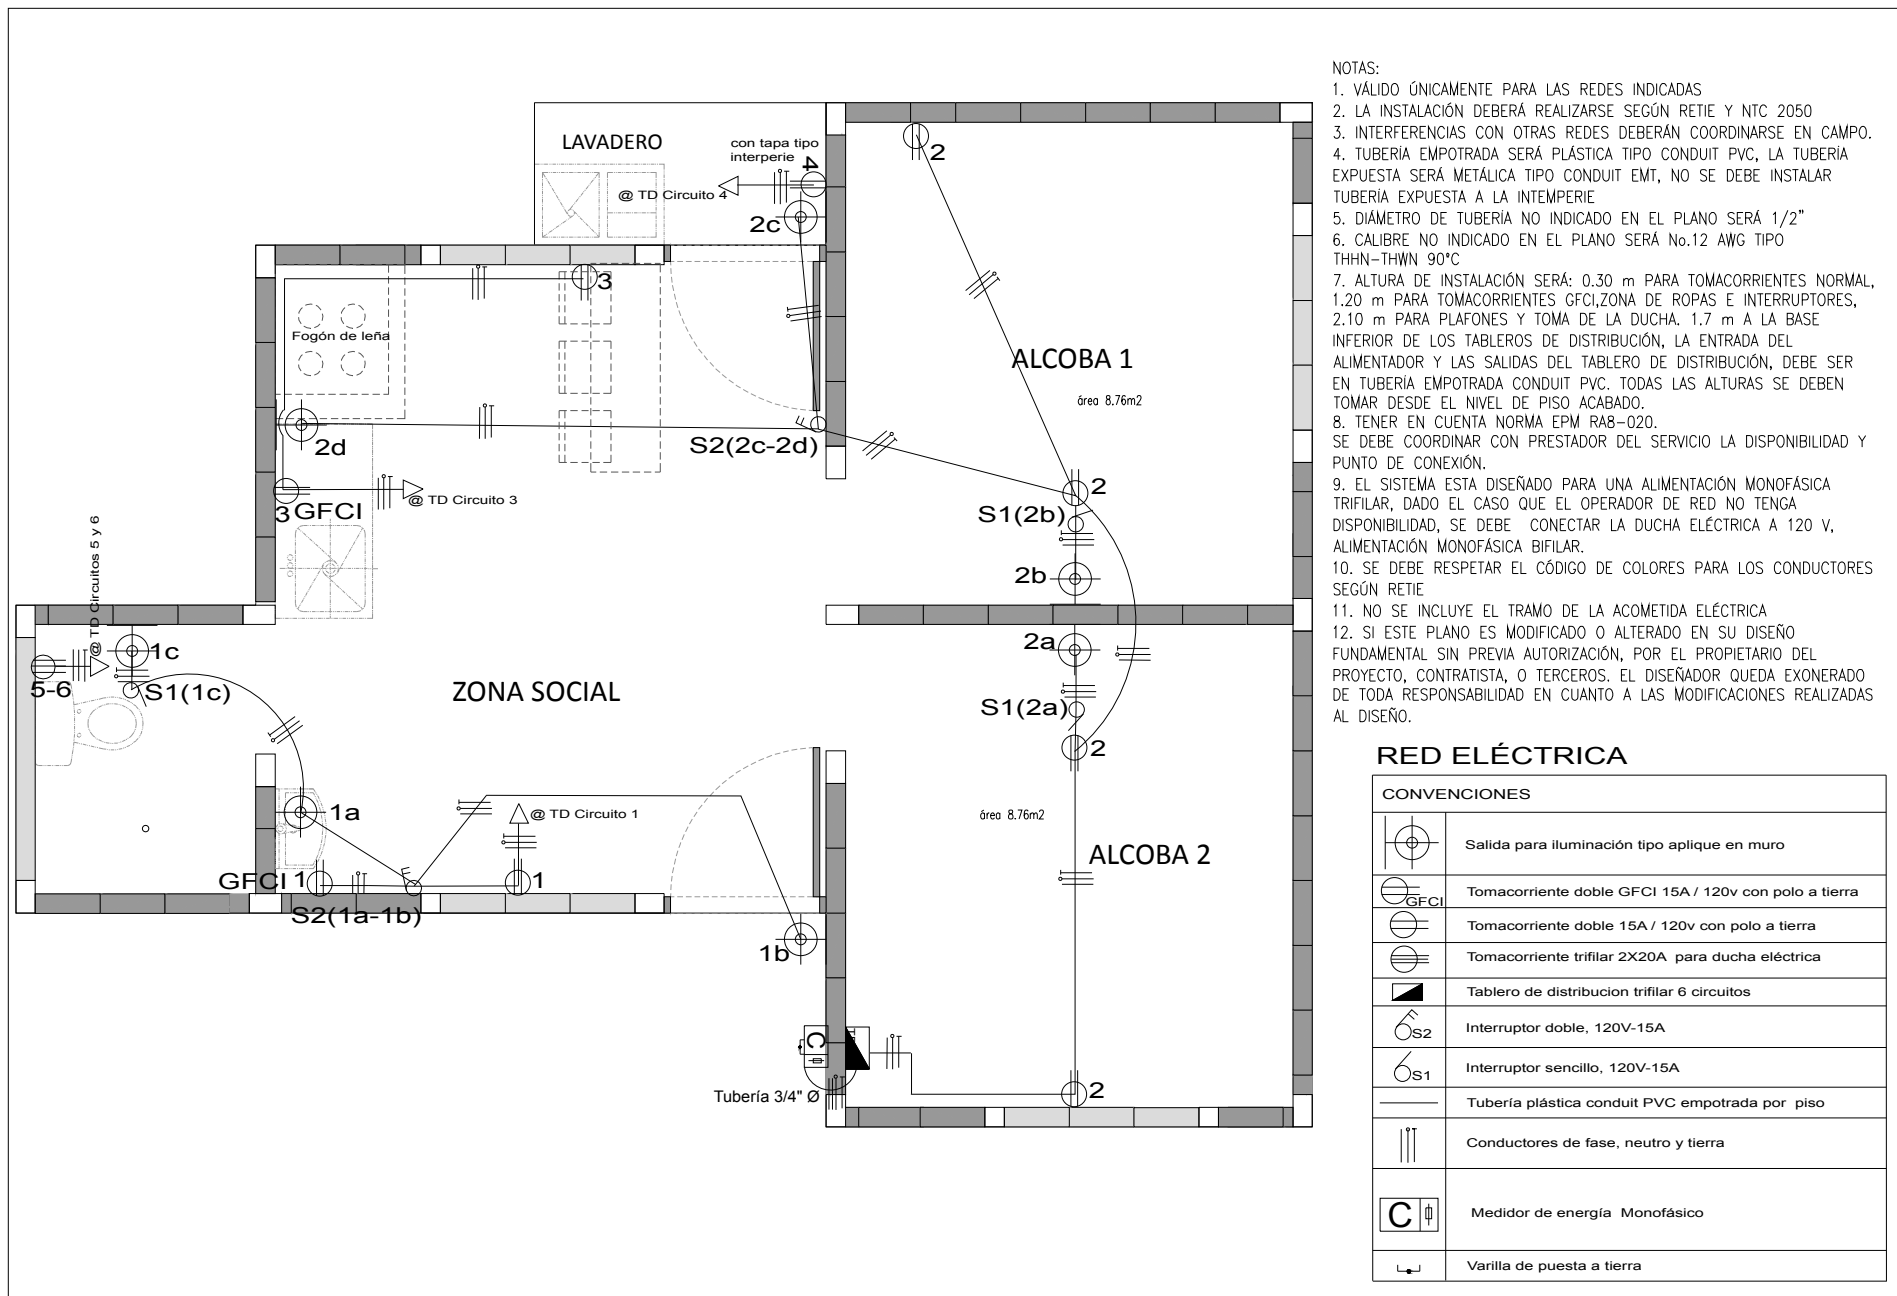 NOTAS:
1. VÁLIDO ÚNICAMENTE PARA LAS REDES INDICADAS
2. LA INSTALACIÓN DEBERÁ REALIZARSE SEGÚN RETIE Y NTC 2050
3. INTERFERENCIAS CON OTRAS REDES DEBERÁN COORDINARSE EN CAMPO.
4. TUBERÍA EMPOTRADA SERÁ PLÁSTICA TIPO CONDUIT PVC, LA TUBERÍA
EXPUESTA SERÁ METÁLICA TIPO CONDUIT EMT, NO SE DEBE INSTALAR
TUBERÍA EXPUESTA A LA INTEMPERIE
5. DIÁMETRO DE TUBERÍA NO INDICADO EN EL PLANO SERÁ 1/2"
6. CALIBRE NO INDICADO EN EL PLANO SERÁ No.12 AWG TIPO
THHN-THWN 90°C
7. ALTURA DE INSTALACIÓN SERÁ: 0.30 m PARA TOMACORRIENTES NORMAL,
1.20 m PARA TOMACORRIENTES GFCI,ZONA DE ROPAS E INTERRUPTORES,
2.10 m PARA PLAFONES Y TOMA DE LA DUCHA. 1.7 m A LA BASE
INFERIOR DE LOS TABLEROS DE DISTRIBUCIÓN, LA ENTRADA DEL
ALIMENTADOR Y LAS SALIDAS DEL TABLERO DE DISTRIBUCIÓN, DEBE SER
EN TUBERÍA EMPOTRADA CONDUIT PVC. TODAS LAS ALTURAS SE DEBEN
TOMAR DESDE EL NIVEL DE PISO ACABADO.
8. TENER EN CUENTA NORMA EPM RA8-020.
SE DEBE COORDINAR CON PRESTADOR DEL SERVICIO LA DISPONIBILIDAD Y
PUNTO DE CONEXIÓN.
9. EL SISTEMA ESTA DISEÑADO PARA UNA ALIMENTACIÓN MONOFÁSICA
TRIFILAR, DADO EL CASO QUE EL OPERADOR DE RED NO TENGA
DISPONIBILIDAD, SE DEBE CONECTAR LA DUCHA ELÉCTRICA A 120 V,
ALIMENTACIÓN MONOFÁSICA BIFILAR.
10. SE DEBE RESPETAR EL CÓDIGO DE COLORES PARA LOS CONDUCTORES
SEGÚN RETIE
11. NO SE INCLUYE EL TRAMO DE LA ACOMETIDA ELÉCTRICA
12. SI ESTE PLANO ES MODIFICADO O ALTERADO EN SU DISEÑO
FUNDAMENTAL SIN PREVIA AUTORIZACIÓN, POR EL PROPIETARIO DEL
PROYECTO, CONTRATISTA, O TERCEROS. EL DISEÑADOR QUEDA EXONERADO
DE TODA RESPONSABILIDAD EN CUANTO A LAS MODIFICACIONES REALIZADAS
AL DISEÑO.
LAVADERO
con tapa tipo
interperie
4
@ TD Circuito 4
2c
2
3
Fogón de leña
ALCOBA 1
área 8.76m2
2d
S2(2c-2d)
2
3 GFCI
@ TD Circuito 3
S1(2b)
2b
@ TD Circuitos 5 y 6
1c
5-6
S1(1c)
ZONA SOCIAL
2a
S1(2a)
2
1a
@ TD Circuito 1
área 8.76m2
ALCOBA 2
GFCI 1
1
S2(1a-1b)
1b
C
Tubería 3/4" Ø
2
RED ELÉCTRICA
CONVENCIONES
Salida para iluminación tipo aplique en muro
GFCI
Tomacorriente doble GFCI 15A / 120v con polo a tierra
Tomacorriente doble 15A / 120v con polo a tierra
Tomacorriente trifilar 2X20A para ducha eléctrica
Tablero de distribucion trifilar 6 circuitos
S2
Interruptor doble, 120V-15A
S1
Interruptor sencillo, 120V-15A
Tubería plástica conduit PVC empotrada por piso
Conductores de fase, neutro y tierra
C
Medidor de energía Monofásico
Varilla de puesta a tierra